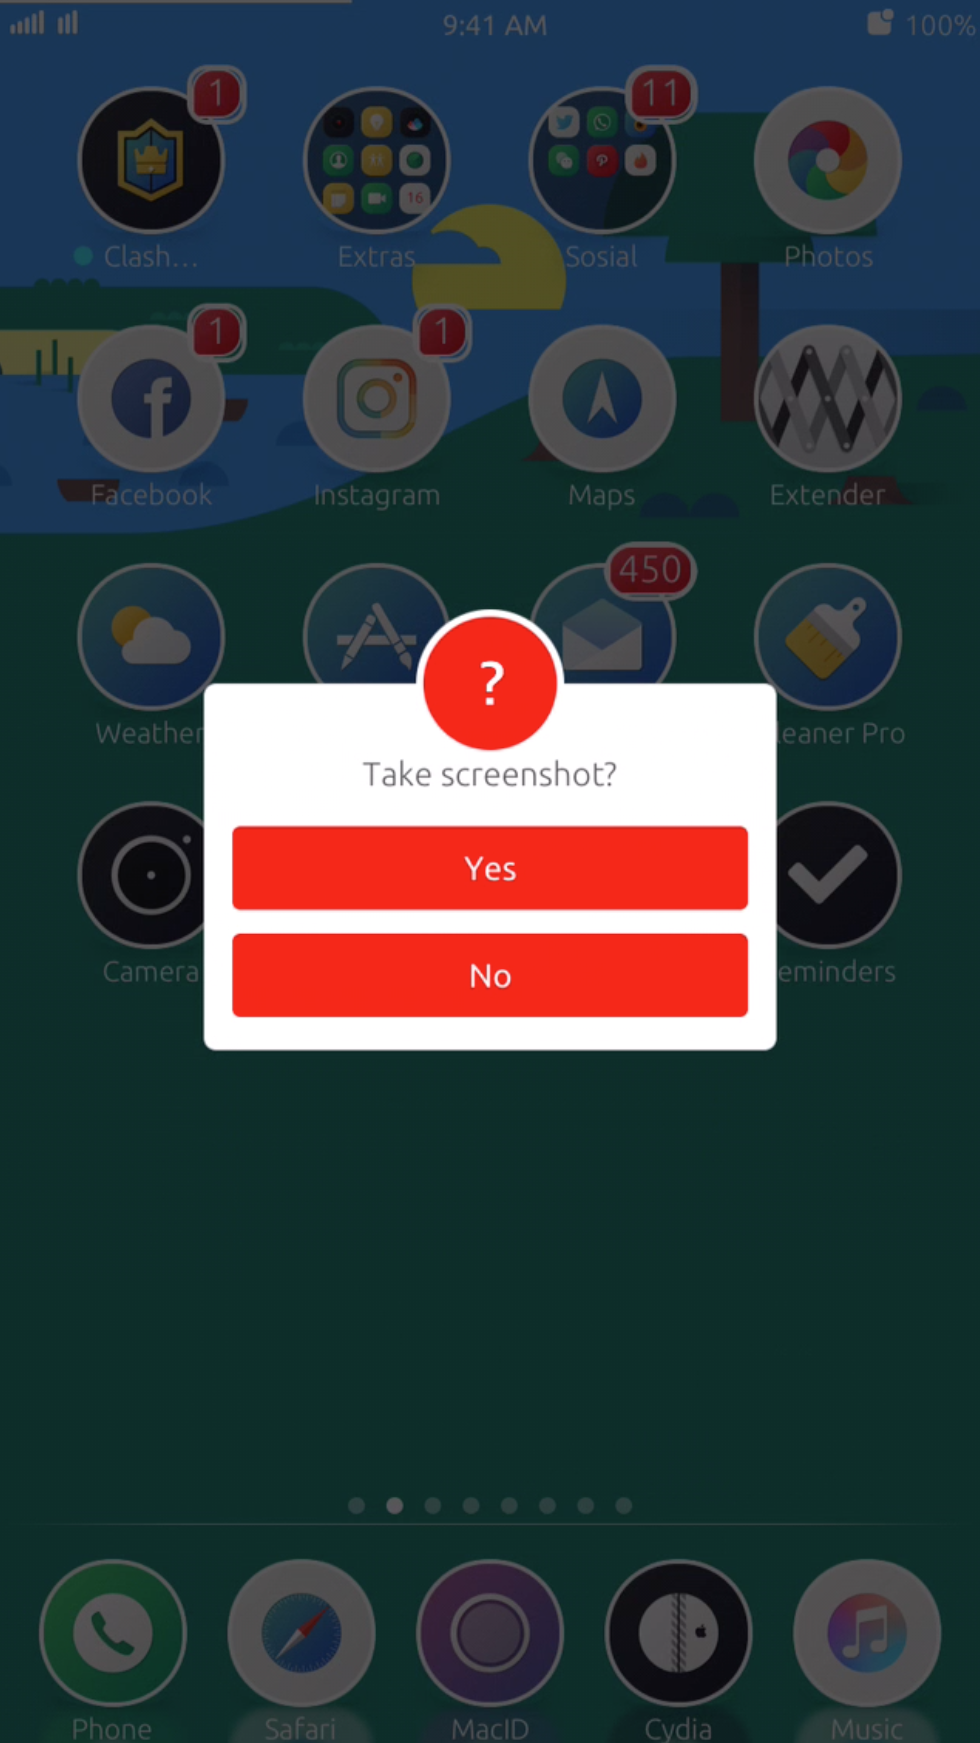 9:41 AM 100%
1 11
Clash... Extras Sosial Photos
16
1 1
Facebook Instagram Maps Extender
450
?
Weather leaner Pro
Take screenshot?
Yes
Camera eminders
No
Phone Safari MacID Cydia Music